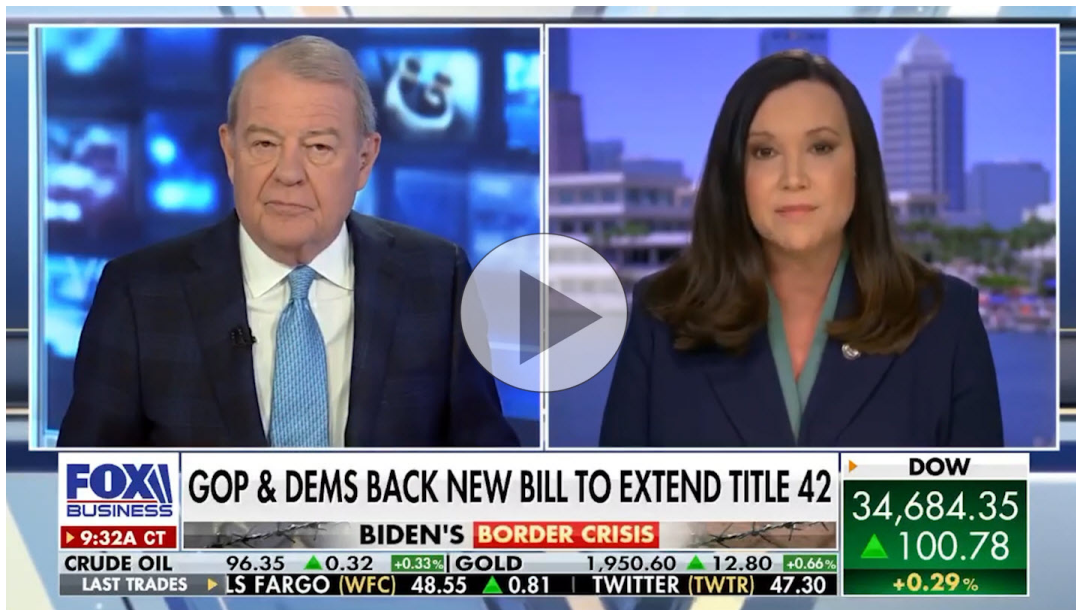 FOX
BUSINESS
9:32A CT
GOP & DEMS BACK NEW BILL TO EXTEND TITLE 42
BIDEN'S BORDER CRISIS
DOW
34,684.35
100.78
+0.29%
CRUDE OIL 96.35 0.32 +0.33% GOLD 1,950.60 12.80 +0.66%
LAST TRADES LS FARGO (WFC) 48.55 0.81 TWITTER (TWTR) 47.30